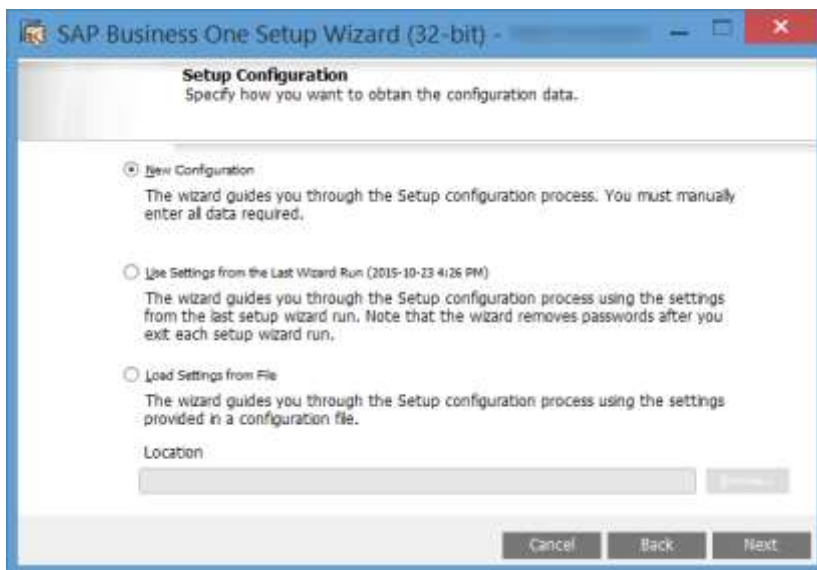 SAP Business One Setup Wizard (32-bit) -
Setup Configuration
Specify how you want to obtain the configuration data.
New Configuration
The wizard guides you through the Setup configuration process. You must manually
enter all data required.
Use Settings from the Last Wizard Run (2015-10-23 4:26 PM)
The wizard guides you through the Setup configuration process using the settings
from the last setup wizard run. Note that the wizard removes passwords after you
exit each setup wizard run.
Load Settings from File
The wizard guides you through the Setup configuration process using the settings
provided in a configuration file.
Location
Cancel Back Next